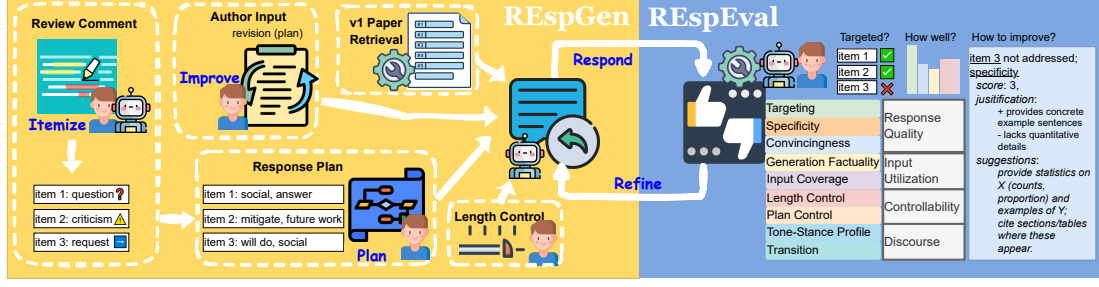 REspGen
REspEval
Review Comment
Itemize
item 1: question
item 2: criticism
item 3: request
Author Input
revision (plan)
Improve
v1 Paper
Retrieval
#1
#2
Response Plan
item 1: social, answer
item 2: mitigate, future work
item 3: will do, social
Plan
Length Control
Respond
Refine
Targeted?
item 1
item 2
item 3
How well?
How to improve?
item 3 not addressed;
specificity
score: 3,
justification:
+ provides concrete
example sentences
- lacks quantitative
details
suggestions:
provide statistics on
X (counts,
proportion) and
examples of Y;
cite sections/tables
where these
appear.
Targeting
Specificity
Convincingness
Generation Factuality
Input Coverage
Length Control
Plan Control
Tone-Stance Profile
Transition
Response
Quality
Input
Utilization
Controllability
Discourse